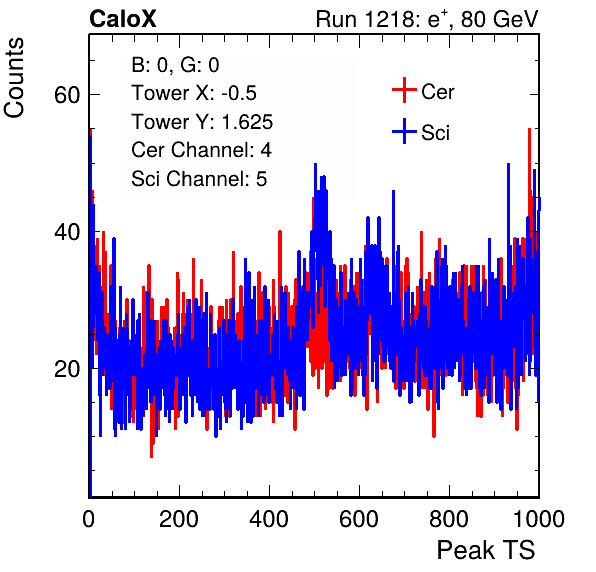 CaloX
Run 1218: e+, 80 GeV
Counts
B: 0, G: 0
Tower X: -0.5
Tower Y: 1.625
Cer Channel: 4
Sci Channel: 5
Cer
Sci
60
40
20
0 200 400 600 800 1000
Peak TS